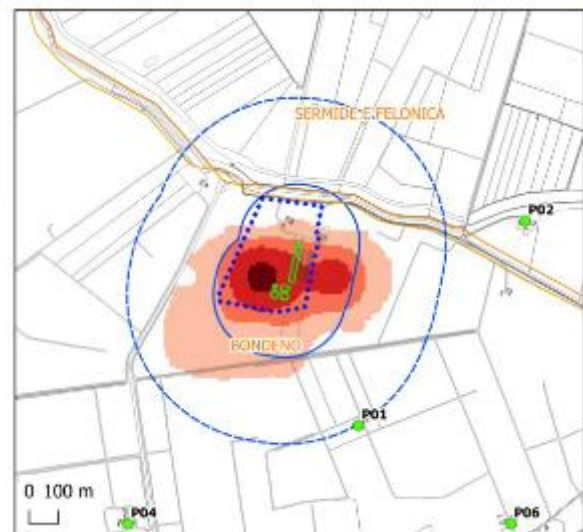 SERMIDE E FELONICA
P02
BONDENO
P01
0 100 m
P04
P06